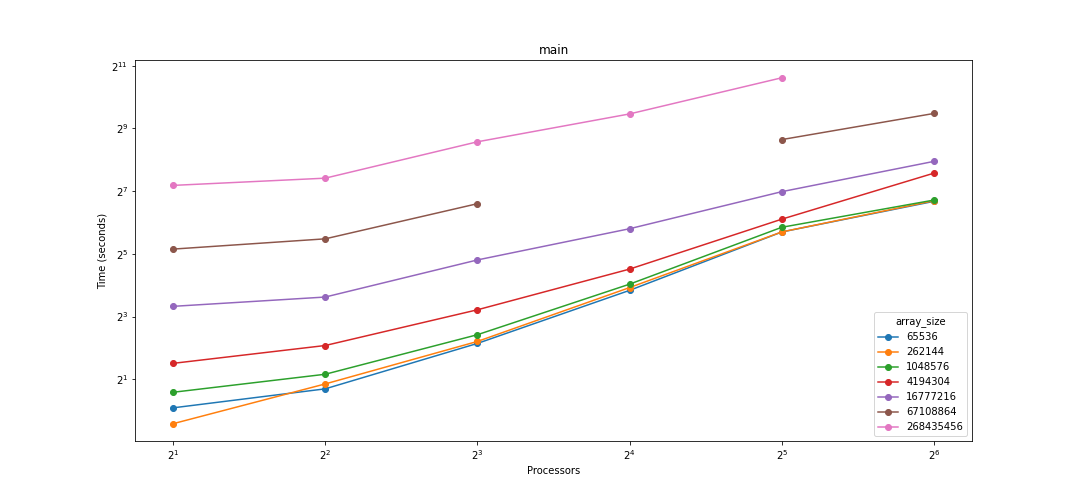 main
2^11
2^9
2^7
2^5
2^3
2^1
Time (seconds)
2^1 2^2 2^3 2^4 2^5 2^6
Processors
array_size
65536
262144
1048576
4194304
16777216
67108864
268435456